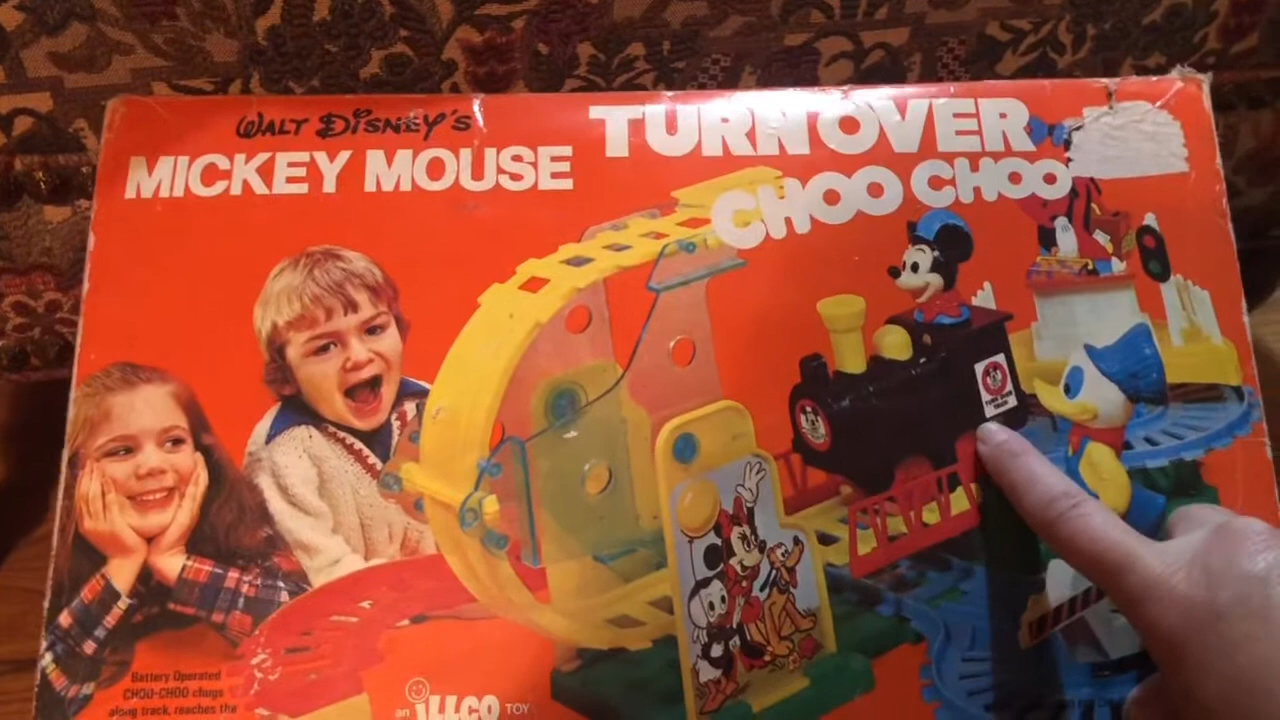 WALT DISNEY'S
MICKEY MOUSE
TURNOVER
CHOO CHOO
Battery Operated
CHOO-CHOO chugs
along track, reaches the
an ILLCO TOY